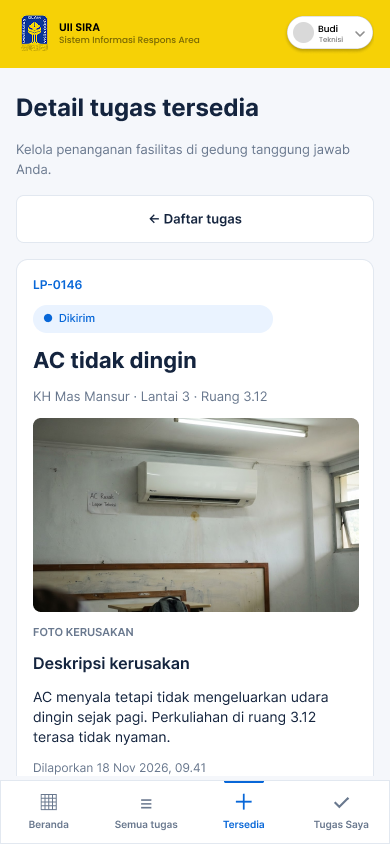 UII SIRA
Sistem Informasi Respons Area
Budi
Teknisi
Detail tugas tersedia
Kelola penanganan fasilitas di gedung tanggung jawab
Anda.
← Daftar tugas
LP-0146
Dikirim
AC tidak dingin
KH Mas Mansur · Lantai 3 · Ruang 3.12
AC Rusak
FOTO KERUSAKAN
Deskripsi kerusakan
AC menyala tetapi tidak mengeluarkan udara
dingin sejak pagi. Perkuliahan di ruang 3.12
terasa tidak nyaman.
Dilaporkan 18 Nov 2026, 09.41
Beranda
Semua tugas
Tersedia
Tugas Saya